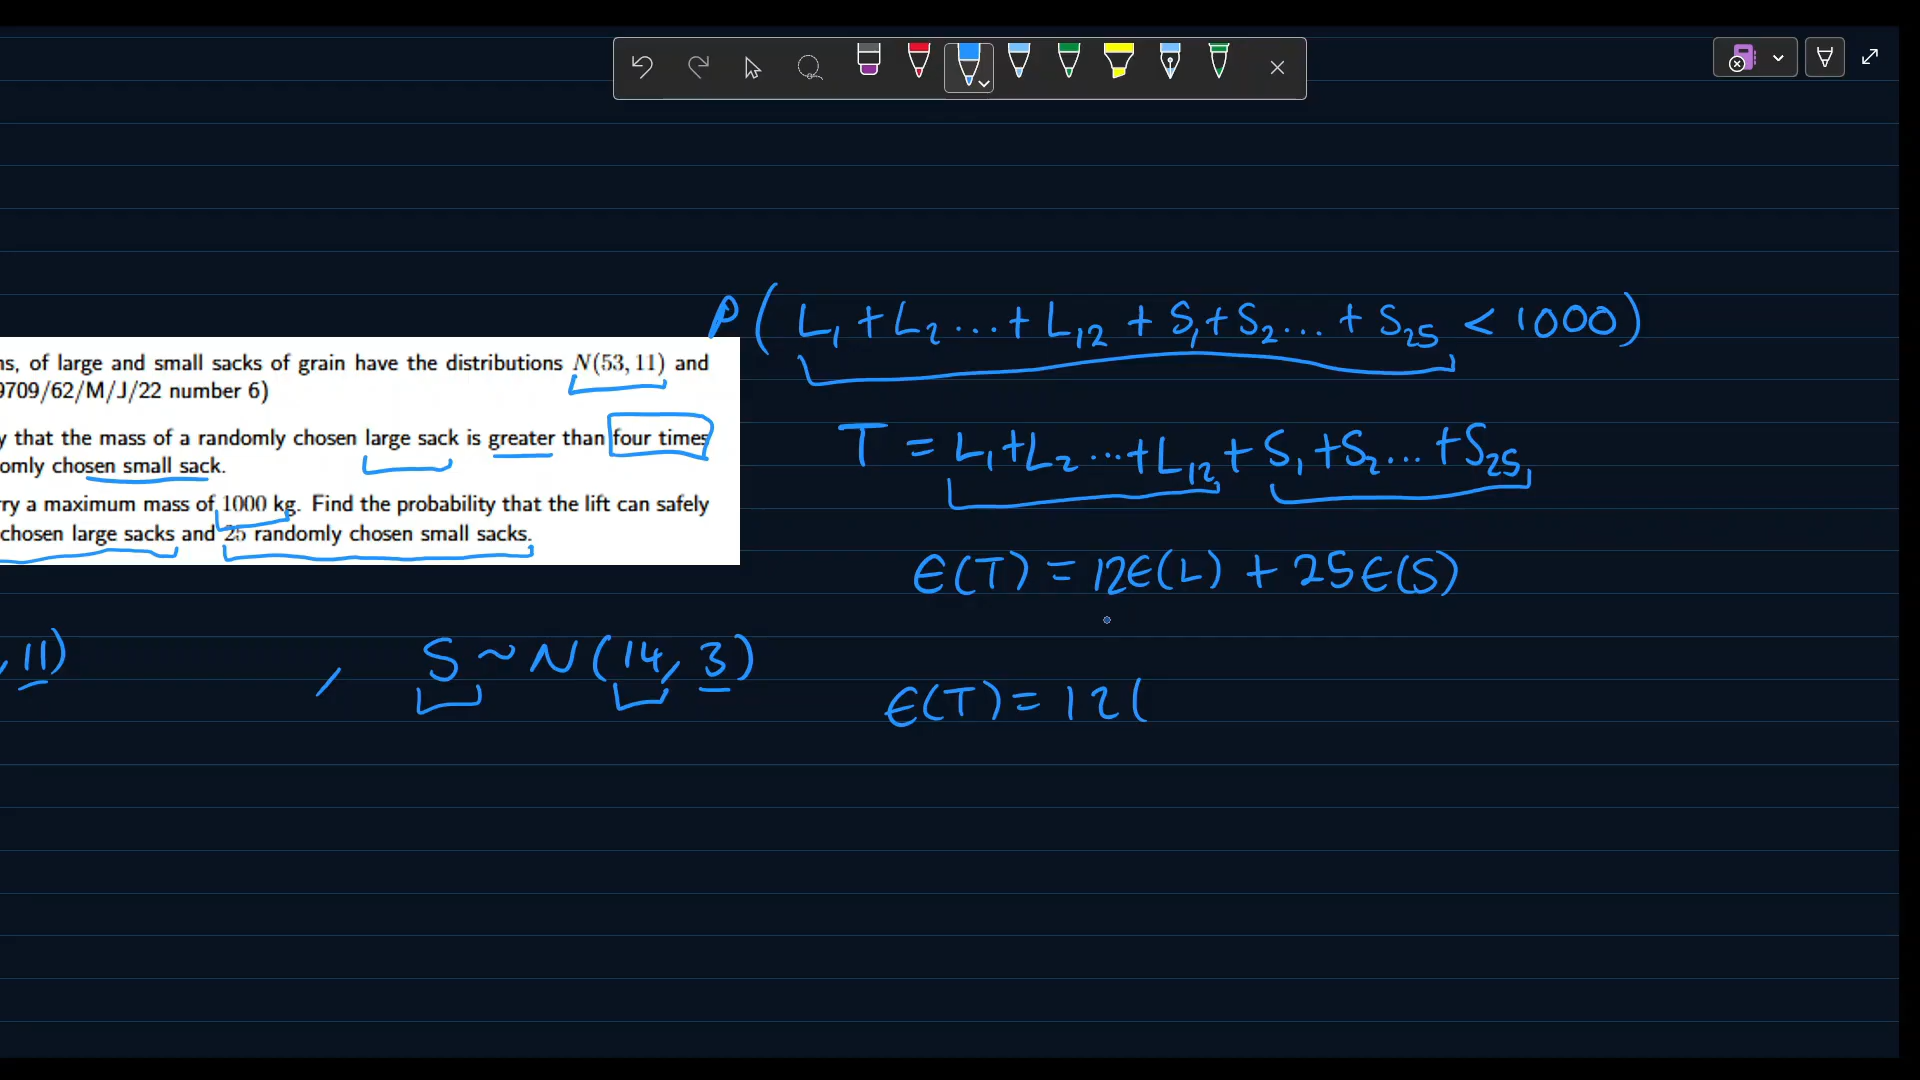 P(L₁+L₂...+L₁₂+S₁+S₂...+S₂₅<1000)
ns, of large and small sacks of grain have the distributions N(53, 11) and
9709/62/M/J/22 number 6)
y that the mass of a randomly chosen large sack is greater than four times
omly chosen small sack.
rry a maximum mass of 1000 kg. Find the probability that the lift can safely
chosen large sacks and 25 randomly chosen small sacks.
T = L₁+L₂...+L₁₂+S₁+S₂...+S₂₅
E(T) = 12E(L) + 25E(S)
, 11) , S ~ N(14, 3)
E(T) = 12(